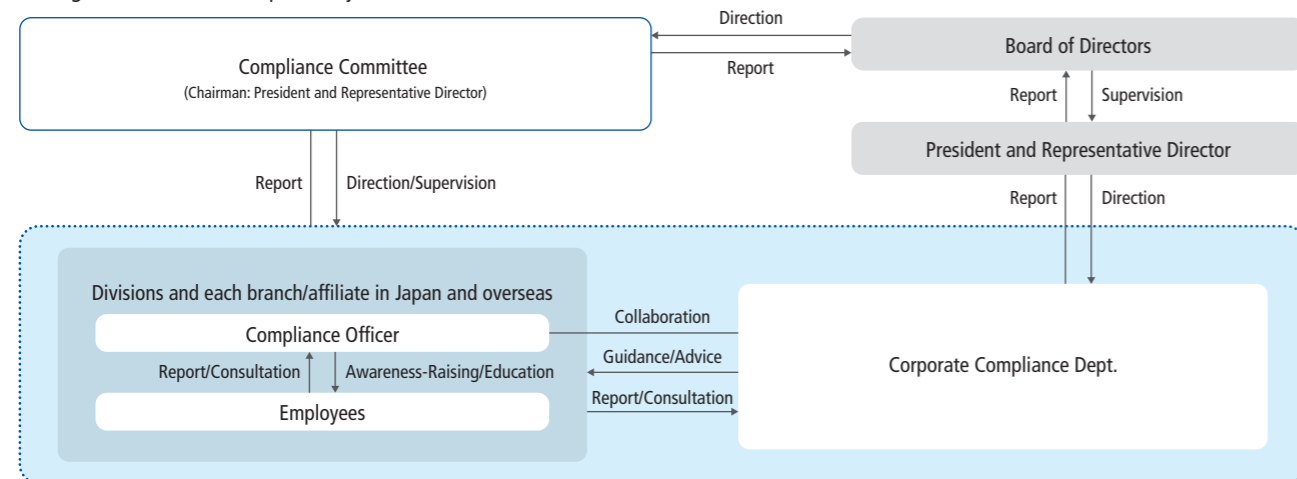 Direction
Board of Directors
Compliance Committee
(Chairman: President and Representative Director)
Report
Report
Supervision
President and Representative Director
Report
Direction/Supervision
Report
Direction
Divisions and each branch/affiliate in Japan and overseas
Compliance Officer
Collaboration
Guidance/Advice
Corporate Compliance Dept.
Report/Consultation
Awareness-Raising/Education
Report/Consultation
Employees